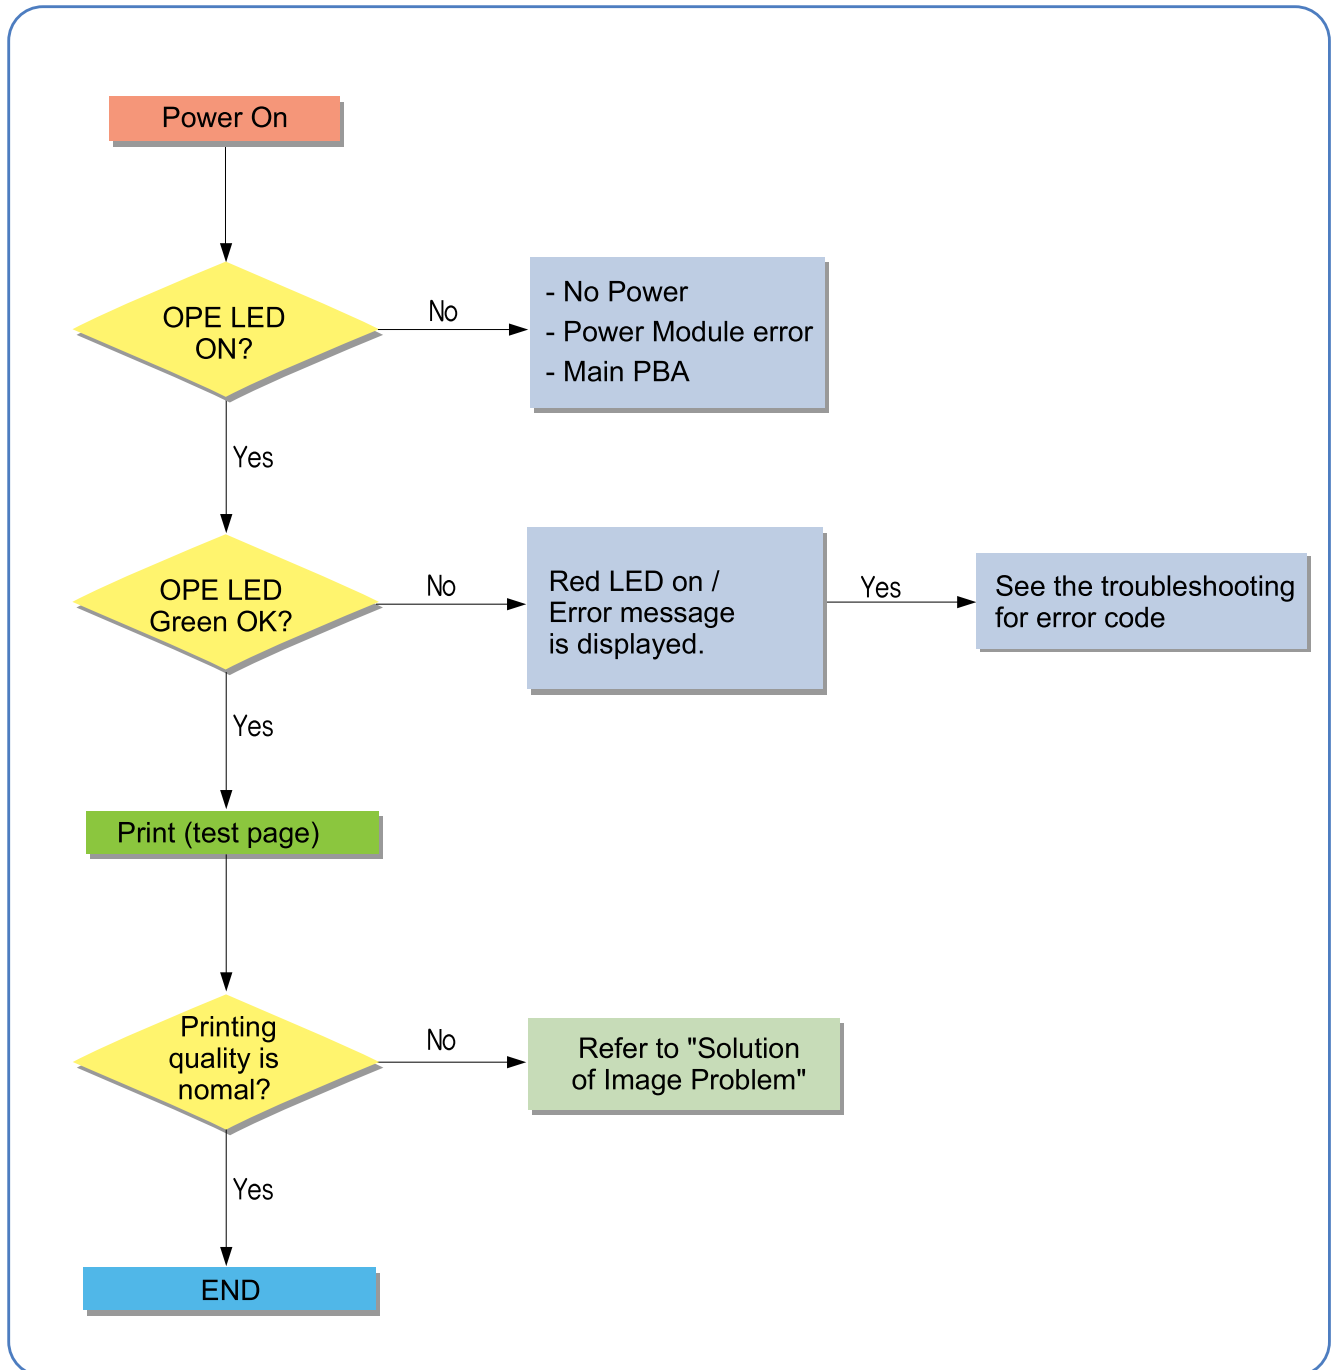 Power On
OPE LED
ON?
No
- No Power
- Power Module error
- Main PBA
Yes
OPE LED
Green OK?
No
Red LED on /
Error message
is displayed.
Yes
See the troubleshooting
for error code
Yes
Print (test page)
Printing
quality is
nomal?
No
Refer to "Solution
of Image Problem"
Yes
END